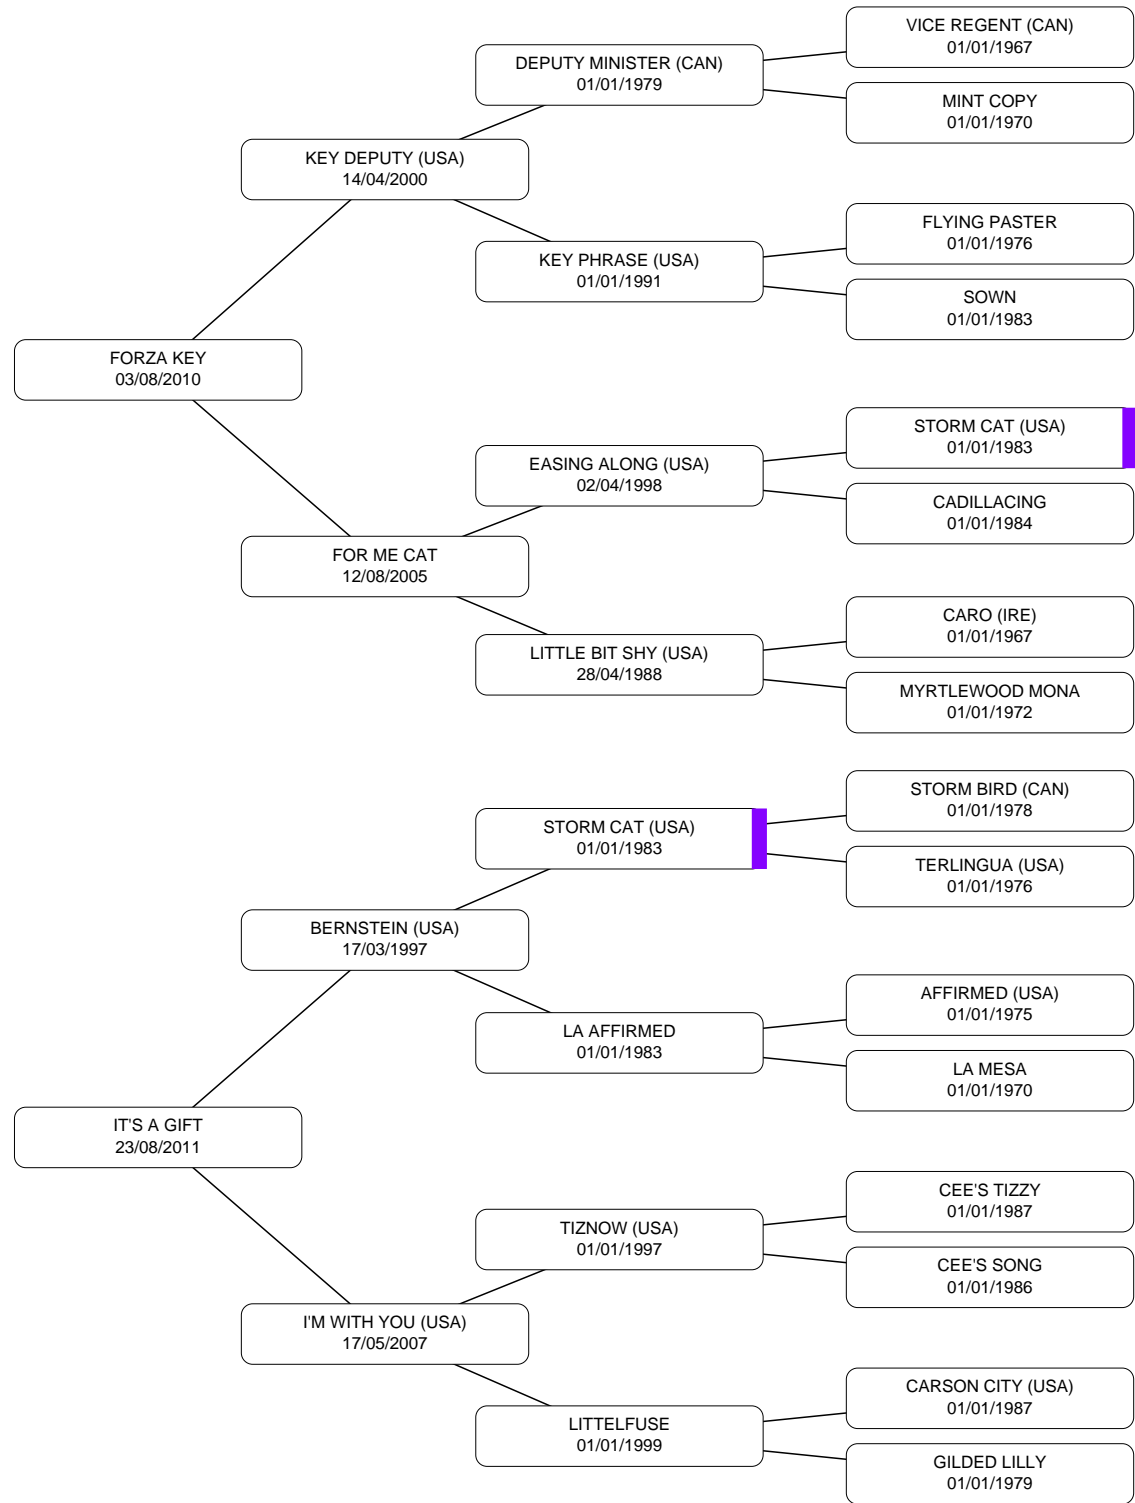 VICE REGENT (CAN)
01/01/1967
DEPUTY MINISTER (CAN)
01/01/1979
MINT COPY
01/01/1970
KEY DEPUTY (USA)
14/04/2000
FLYING PASTER
01/01/1976
KEY PHRASE (USA)
01/01/1991
SOWN
01/01/1983
FORZA KEY
03/08/2010
STORM CAT (USA)
01/01/1983
EASING ALONG (USA)
02/04/1998
CADILLACING
01/01/1984
FOR ME CAT
12/08/2005
CARO (IRE)
01/01/1967
LITTLE BIT SHY (USA)
28/04/1988
MYRTLEWOOD MONA
01/01/1972
STORM BIRD (CAN)
01/01/1978
STORM CAT (USA)
01/01/1983
TERLINGUA (USA)
01/01/1976
BERNSTEIN (USA)
17/03/1997
AFFIRMED (USA)
01/01/1975
LA AFFIRMED
01/01/1983
LA MESA
01/01/1970
IT'S A GIFT
23/08/2011
CEE'S TIZZY
01/01/1987
TIZNOW (USA)
01/01/1997
CEE'S SONG
01/01/1986
I'M WITH YOU (USA)
17/05/2007
CARSON CITY (USA)
01/01/1987
LITTELFUSE
01/01/1999
GILDED LILLY
01/01/1979